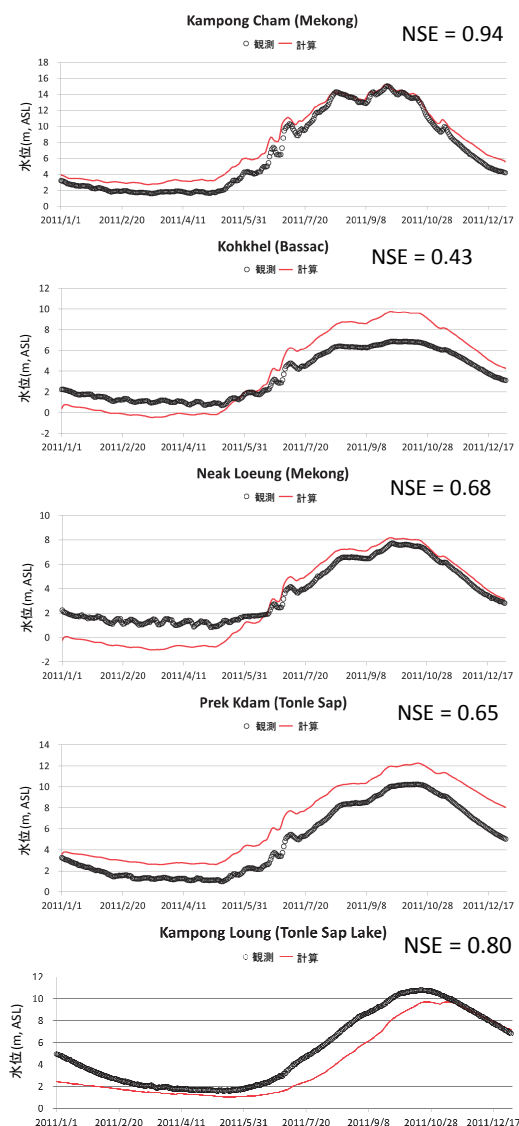 Kampong Cham (Mekong)
NSE = 0.94
観測 計算
水位(m, ASL)
18
16
14
12
10
8
6
4
2
0
2011/1/1 2011/2/20 2011/4/11 2011/5/31 2011/7/20 2011/9/8 2011/10/28 2011/12/17
Kohkhel (Bassac)
NSE = 0.43
観測 計算
水位(m, ASL)
12
10
8
6
4
2
0
-2
2011/1/1 2011/2/20 2011/4/11 2011/5/31 2011/7/20 2011/9/8 2011/10/28 2011/12/17
Neak Loeung (Mekong)
NSE = 0.68
観測 計算
水位(m, ASL)
10
8
6
4
2
0
-2
2011/1/1 2011/2/20 2011/4/11 2011/5/31 2011/7/20 2011/9/8 2011/10/28 2011/12/17
Prek Kdam (Tonle Sap)
NSE = 0.65
観測 計算
水位(m, ASL)
14
12
10
8
6
4
2
0
2011/1/1 2011/2/20 2011/4/11 2011/5/31 2011/7/20 2011/9/8 2011/10/28 2011/12/17
Kampong Loung (Tonle Sap Lake)
NSE = 0.80
観測 計算
水位(m, ASL)
12
10
8
6
4
2
0
2011/1/1 2011/2/20 2011/4/11 2011/5/31 2011/7/20 2011/9/8 2011/10/28 2011/12/17